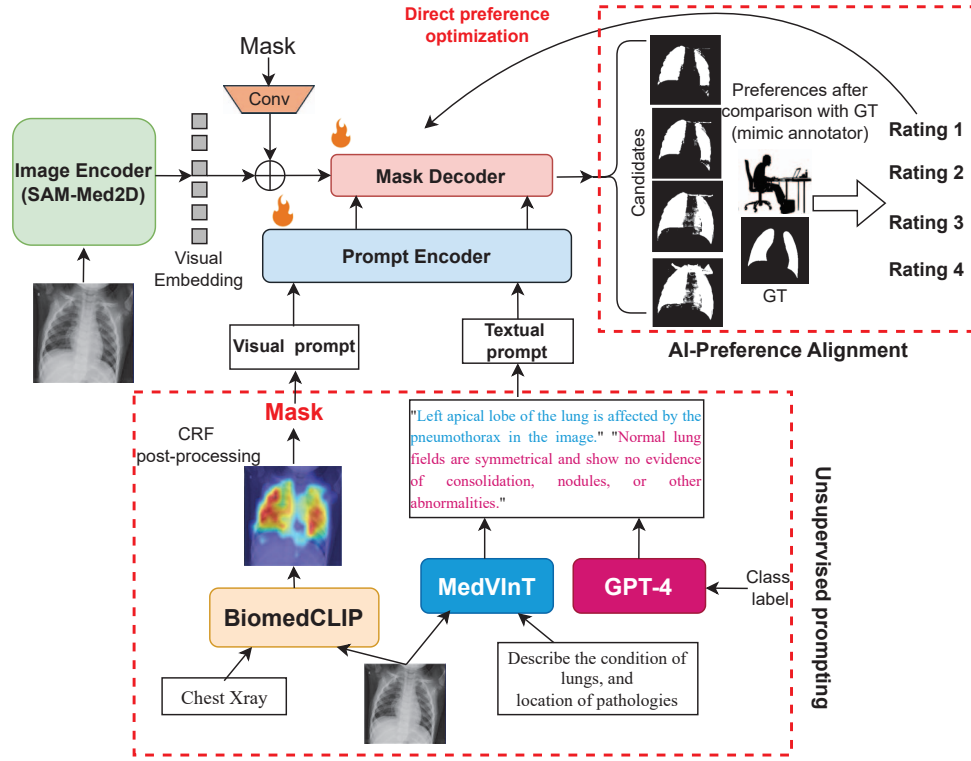 Direct preference
optimization
Mask
Conv
Image Encoder
(SAM-Med2D)
Visual
Embedding
Mask Decoder
Prompt Encoder
Candidates
Preferences after
comparison with GT
(mimic annotator)
GT
Rating 1
Rating 2
Rating 3
Rating 4
AI-Preference Alignment
Visual prompt
Textual
prompt
Mask
CRF
post-processing
"Left apical lobe of the lung is affected by the
pneumothorax in the image." "Normal lung
fields are symmetrical and show no evidence
of consolidation, nodules, or other
abnormalities."
BiomedCLIP
MedVInT
GPT-4
Class
label
Chest Xray
Describe the condition of
lungs, and
location of pathologies
Unsupervised prompting